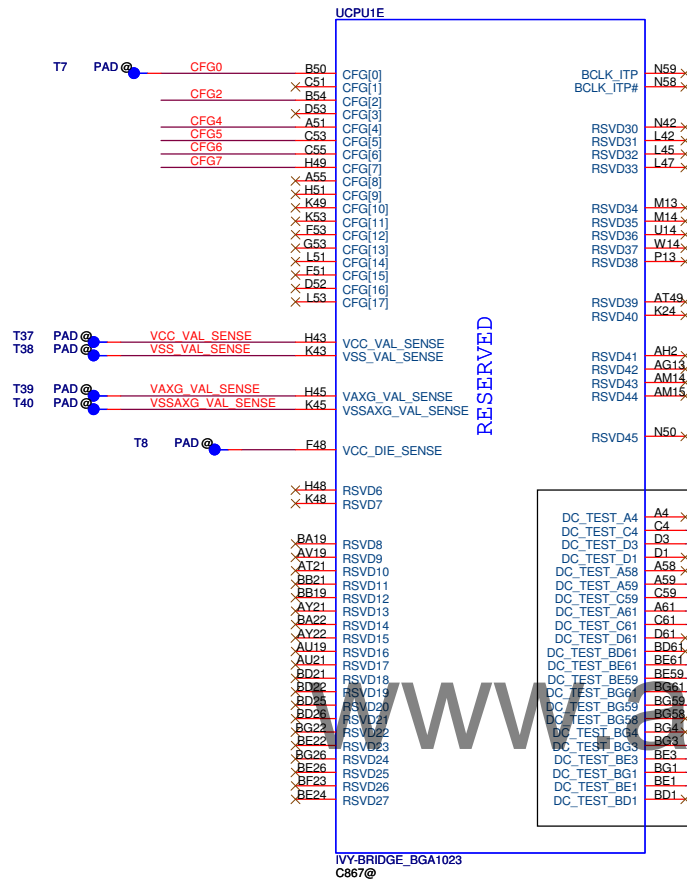 UCPU1E
T7 PAD @ CFG0 B50 CFG[0] BCLK_ITP N59
C51 CFG[1] BCLK_ITP# N58
CFG2 B54 CFG[2]
D53 CFG[3]
CFG4 A51 CFG[4] RSVD30 N42
CFG5 C53 CFG[5] RSVD31 L42
CFG6 C55 CFG[6] RSVD32 L45
CFG7 H49 CFG[7] RSVD33 L47
A55 CFG[8]
H51 CFG[9]
K49 CFG[10] RSVD34 M13
K53 CFG[11] RSVD35 M14
F53 CFG[12] RSVD36 U14
G53 CFG[13] RSVD37 W14
L51 CFG[14] RSVD38 P13
F51 CFG[15]
D52 CFG[16]
L53 CFG[17] RSVD39 AT49
RSVD40 K24
T37 PAD @ VCC_VAL_SENSE H43 VCC_VAL_SENSE
T38 PAD @ VSS_VAL_SENSE K43 VSS_VAL_SENSE RSVD41 AH2
RSVD42 AG13
RSVD43 AM14
T39 PAD @ VAXG_VAL_SENSE H45 VAXG_VAL_SENSE RSVD44 AM15
T40 PAD @ VSSAXG_VAL_SENSE K45 VSSAXG_VAL_SENSE
RESERVED
RSVD45 N50
T8 PAD @ F48 VCC_DIE_SENSE
H48 RSVD6
K48 RSVD7
DC_TEST_A4 A4
DC_TEST_C4 C4
BA19 RSVD8 DC_TEST_D3 D3
AV19 RSVD9 DC_TEST_D1 D1
AT21 RSVD10 DC_TEST_A58 A58
BB21 RSVD11 DC_TEST_A59 A59
BB19 RSVD12 DC_TEST_C59 C59
AY21 RSVD13 DC_TEST_A61 A61
BA22 RSVD14 DC_TEST_C61 C61
AY22 RSVD15 DC_TEST_D61 D61
AU19 RSVD16 DC_TEST_BD61 BD61
AU21 RSVD17 DC_TEST_BE61 BE61
BD21 RSVD18 DC_TEST_BE59 BE59
BD22 RSVD19 DC_TEST_BG61 BG61
BD25 RSVD20 DC_TEST_BG59 BG59
BD26 RSVD21 DC_TEST_BG58 BG58
BG22 RSVD22 DC_TEST_BG4 BG4
BE22 RSVD23 DC_TEST_BG3 BG3
BG26 RSVD24 DC_TEST_BE3 BE3
BE26 RSVD25 DC_TEST_BG1 BG1
BF23 RSVD26 DC_TEST_BE1 BE1
BE24 RSVD27 DC_TEST_BD1 BD1
www.a
IVY-BRIDGE_BGA1023
C867@